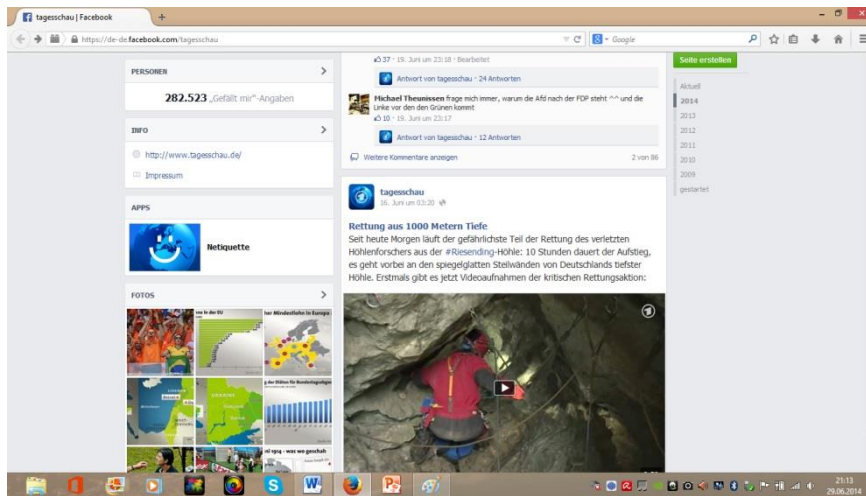 tagesschau | Facebook
https://de-de.facebook.com/tagesschau
Google
PERSONEN
282.523 „Gefällt mir"-Angaben
INFO
http://www.tagesschau.de/
Impressum
APPS
Netiquette
FOTOS
her Mindestlohn in Europa
37 · 19. Juni um 23:18 · Bearbeitet
Antwort von tagesschau · 24 Antworten
Michael Theunissen frage mich immer, warum die Afd nach der FDP steht ^^ und die
Linke vor den den Grünen kommt
10 · 19. Juni um 23:17
Antwort von tagesschau · 12 Antworten
Weitere Kommentare anzeigen
2 von 86
tagesschau
16. Juni um 03:20
Rettung aus 1000 Metern Tiefe
Seit heute Morgen läuft der gefährlichste Teil der Rettung des verletzten
Höhlenforschers aus der #Riesending-Höhle: 10 Stunden dauert der Aufstieg,
es geht vorbei an den spiegelglatten Steilwänden von Deutschlands tiefster
Höhle. Erstmals gibt es jetzt Videoaufnahmen der kritischen Rettungsaktion:
Seite erstellen
Aktuell
2014
2013
2012
2011
2010
2009
gestartet
21:13
29.06.2014